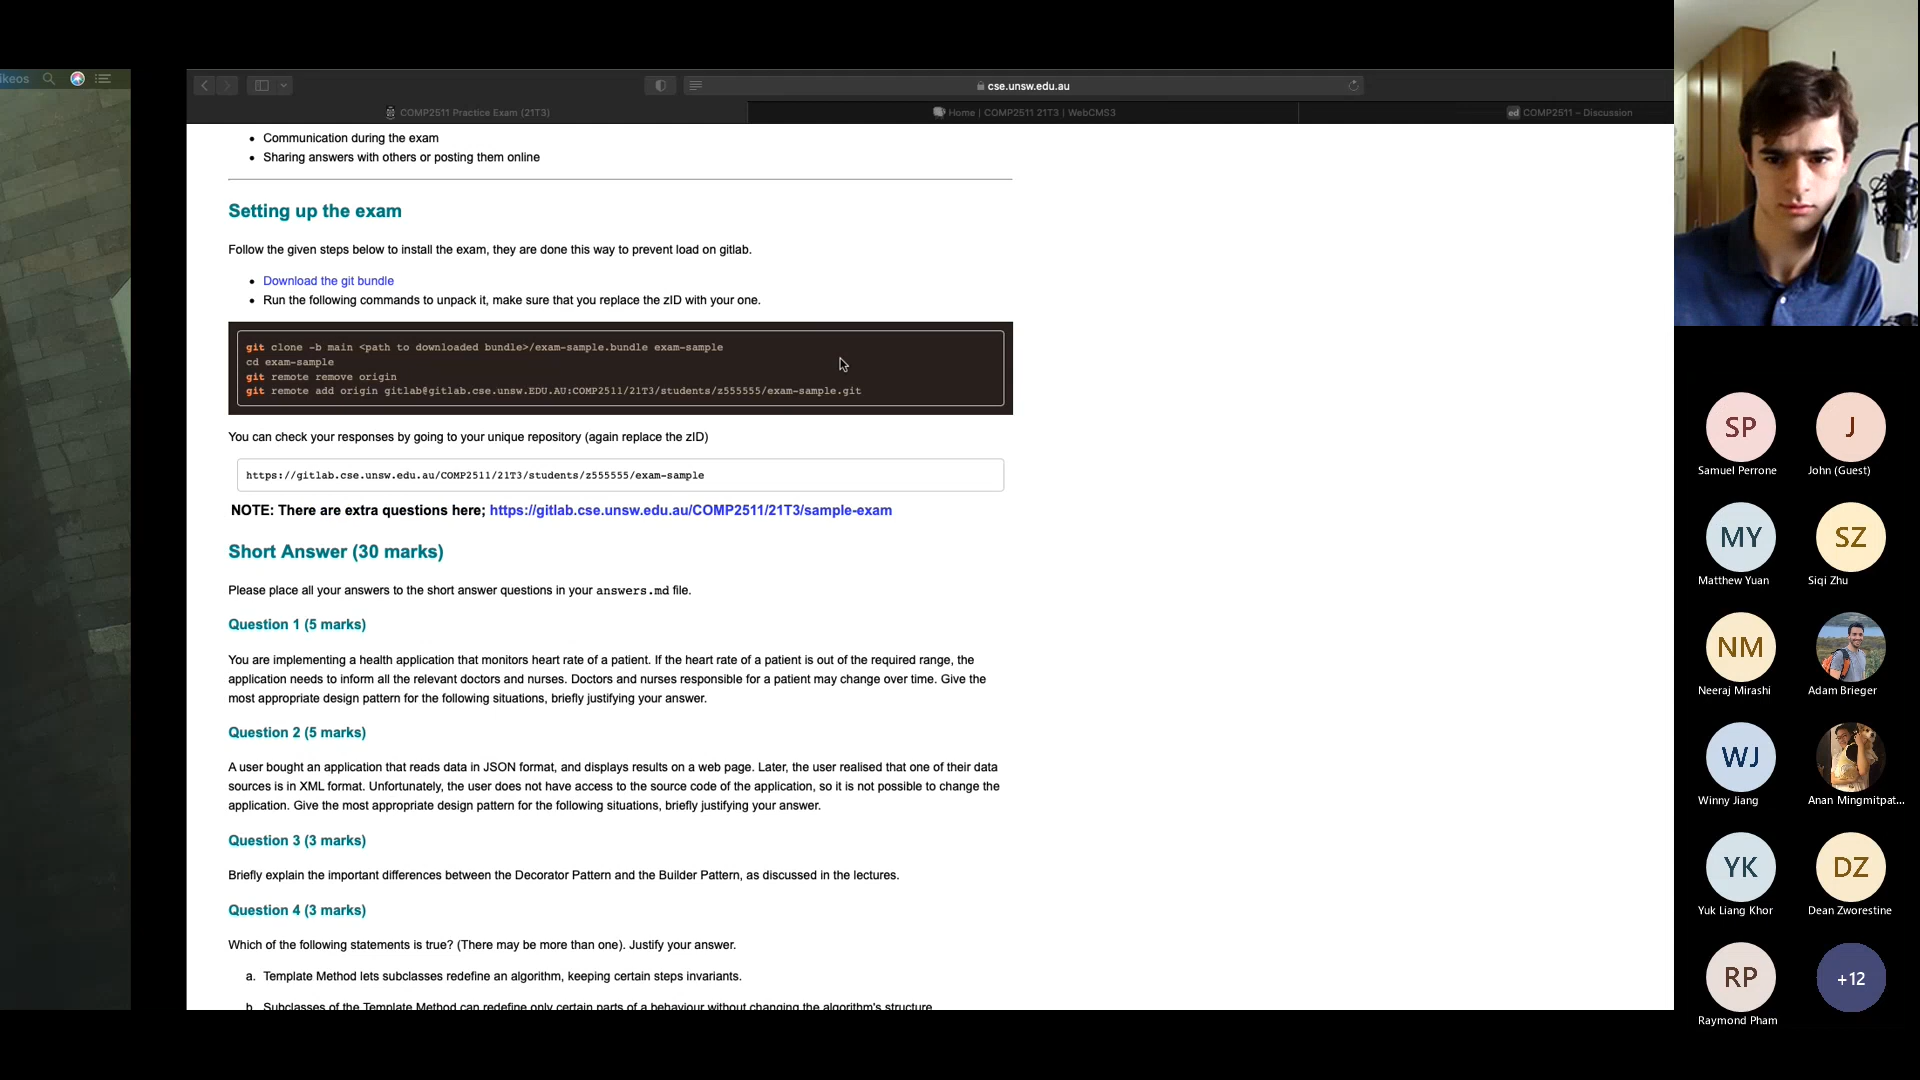 ikeos
cse.unsw.edu.au
COMP2511 Practice Exam (21T3)
Home | COMP2511 21T3 | WebCMS3
ed COMP2511 – Discussion
• Communication during the exam
• Sharing answers with others or posting them online
Setting up the exam
Follow the given steps below to install the exam, they are done this way to prevent load on gitlab.
• Download the git bundle
• Run the following commands to unpack it, make sure that you replace the zID with your one.
git clone -b main <path to downloaded bundle>/exam-sample.bundle exam-sample
cd exam-sample
git remote remove origin
git remote add origin gitlab@gitlab.cse.unsw.EDU.AU:COMP2511/21T3/students/z555555/exam-sample.git
You can check your responses by going to your unique repository (again replace the zID)
https://gitlab.cse.unsw.edu.au/COMP2511/21T3/students/z555555/exam-sample
NOTE: There are extra questions here; https://gitlab.cse.unsw.edu.au/COMP2511/21T3/sample-exam
Short Answer (30 marks)
Please place all your answers to the short answer questions in your answers.md file.
Question 1 (5 marks)
You are implementing a health application that monitors heart rate of a patient. If the heart rate of a patient is out of the required range, the
application needs to inform all the relevant doctors and nurses. Doctors and nurses responsible for a patient may change over time. Give the
most appropriate design pattern for the following situations, briefly justifying your answer.
Question 2 (5 marks)
A user bought an application that reads data in JSON format, and displays results on a web page. Later, the user realised that one of their data
sources is in XML format. Unfortunately, the user does not have access to the source code of the application, so it is not possible to change the
application. Give the most appropriate design pattern for the following situations, briefly justifying your answer.
Question 3 (3 marks)
Briefly explain the important differences between the Decorator Pattern and the Builder Pattern, as discussed in the lectures.
Question 4 (3 marks)
Which of the following statements is true? (There may be more than one). Justify your answer.
a. Template Method lets subclasses redefine an algorithm, keeping certain steps invariants.
b. Subclasses of the Template Method can redefine only certain parts of a behaviour without changing the algorithm's structure.
SP
Samuel Perrone
J
John (Guest)
MY
Matthew Yuan
SZ
Siqi Zhu
NM
Neeraj Mirashi
Adam Brieger
WJ
Winny Jiang
Anan Mingmitpat...
YK
Yuk Liang Khor
DZ
Dean Zworestine
RP
Raymond Pham
+12